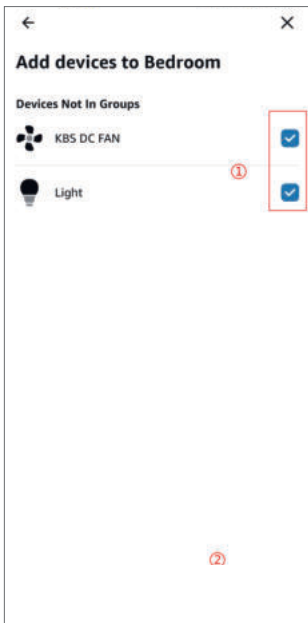 Add devices to Bedroom
Devices Not In Groups
KBS DC FAN
①
Light
②